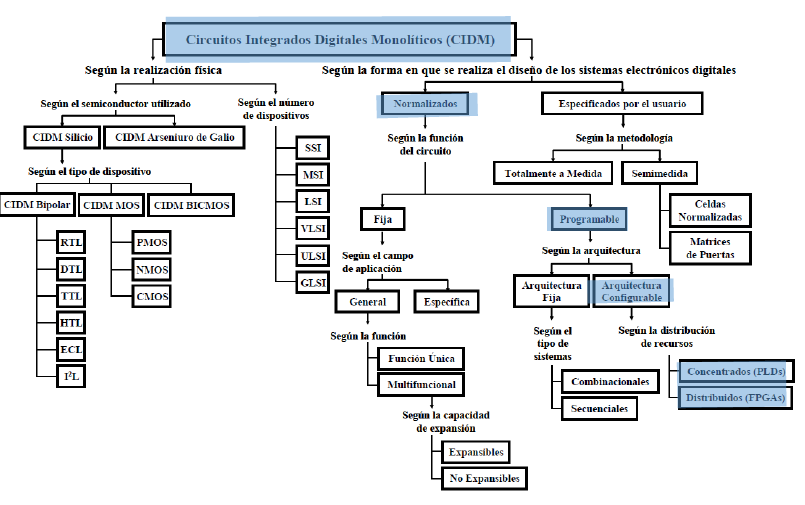 Circuitos Integrados Digitales Monolíticos (CIDM)
Según la realización física
Según el semiconductor utilizado
CIDM Silicio
CIDM Arseniuro de Galio
Según el tipo de dispositivo
CIDM Bipolar
CIDM MOS
CIDM BICMOS
RTL
DTL
TTL
HTL
ECL
I²L
PMOS
NMOS
CMOS
Según el número
de dispositivos
SSI
MSI
LSI
VLSI
ULSI
GLSI
Según la forma en que se realiza el diseño de los sistemas electrónicos digitales
Normalizados
Según la función
del circuito
Fija
Según el campo
de aplicación
General
Específica
Según la función
Función Única
Multifuncional
Según la capacidad
de expansión
Expansibles
No Expansibles
Programable
Según la arquitectura
Arquitectura
Fija
Según el
tipo de
sistemas
Combinacionales
Secuenciales
Arquitectura
Configurable
Según la distribución
de recursos
Concentrados (PLDs)
Distribuidos (FPGAs)
Especificados por el usuario
Según la metodología
Totalmente a Medida
Semimedida
Celdas
Normalizadas
Matrices
de Puertas